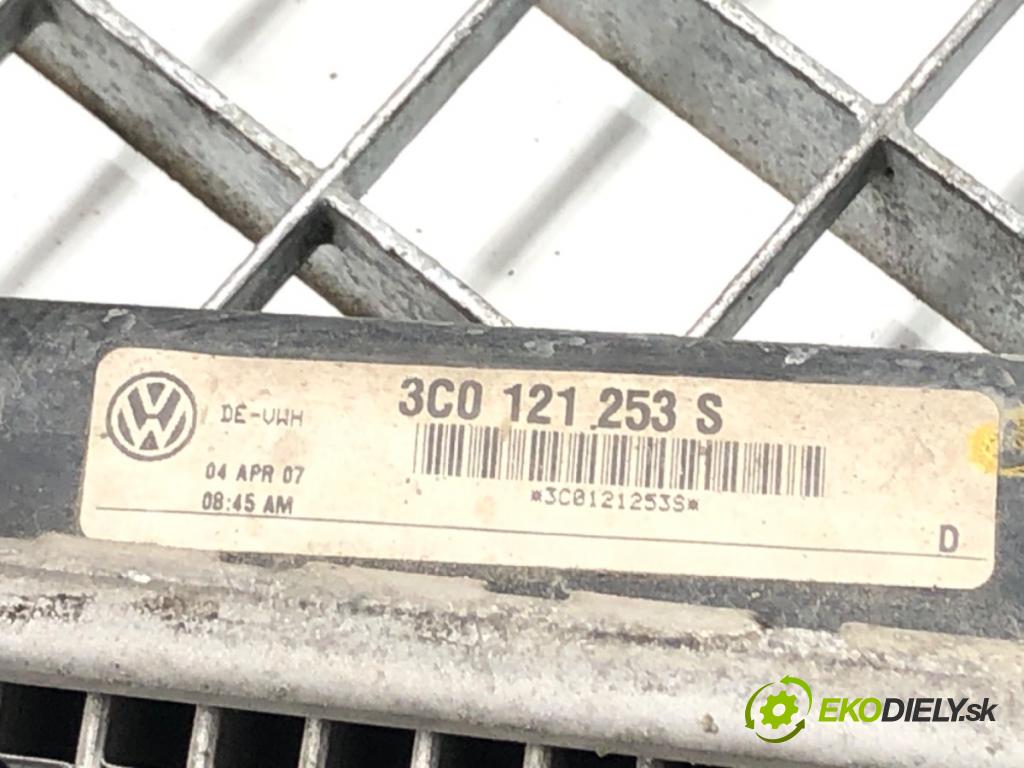 3C0 121 253 S
DE-VWH
04 APR 07
08:45 AM
*3C0121253S*
D
EKODIELY.sk